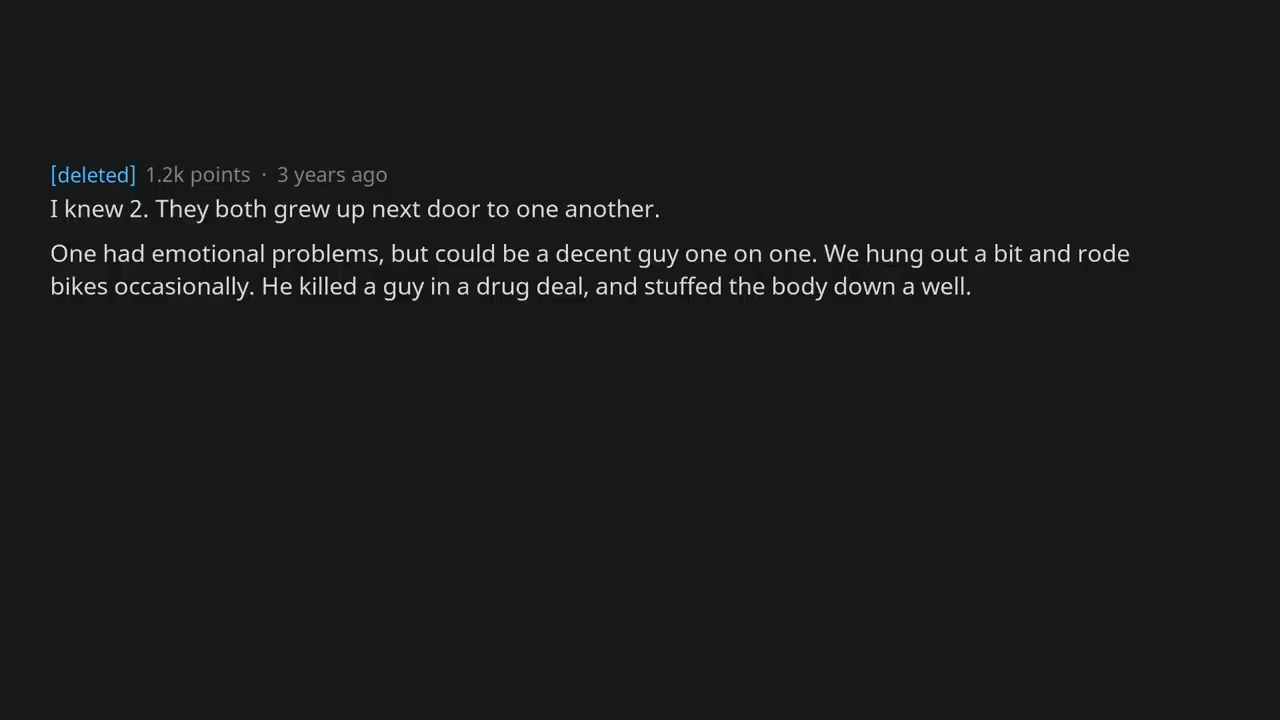 [deleted] 1.2k points · 3 years ago
I knew 2. They both grew up next door to one another.
One had emotional problems, but could be a decent guy one on one. We hung out a bit and rode
bikes occasionally. He killed a guy in a drug deal, and stuffed the body down a well.